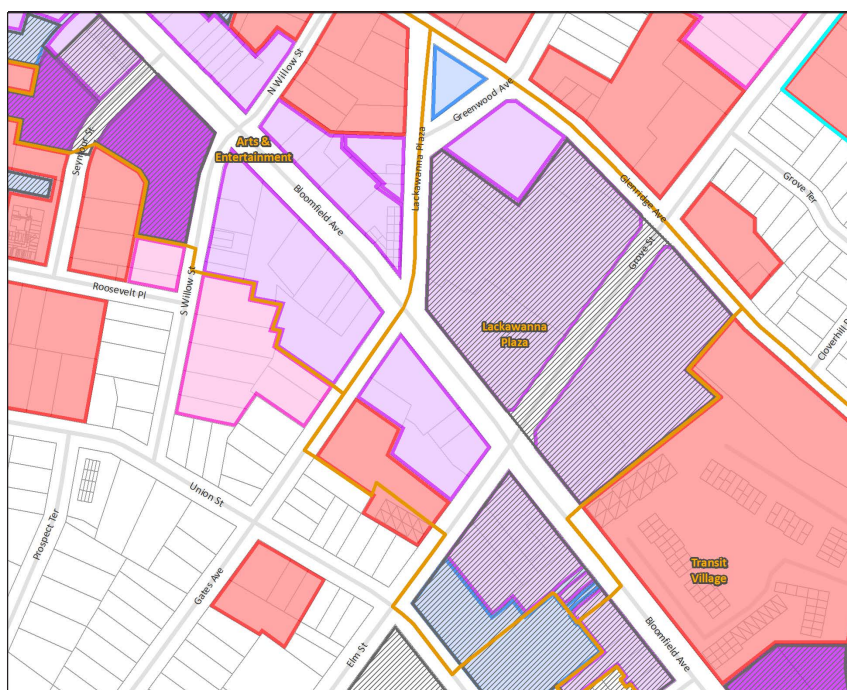 N Willow St
Greenwood Ave
Seymour St
Arts &
Entertainment
Lackawanna Plaza
Bloomfield Ave
Glenridge Ave
Grove Ter
Grove St
Roosevelt Pl
S Willow St
Lackawanna
Plaza
Cloverhill
Union St
Prospect Ter
Gates Ave
Transit
Village
Elm St
Bloomfield Ave